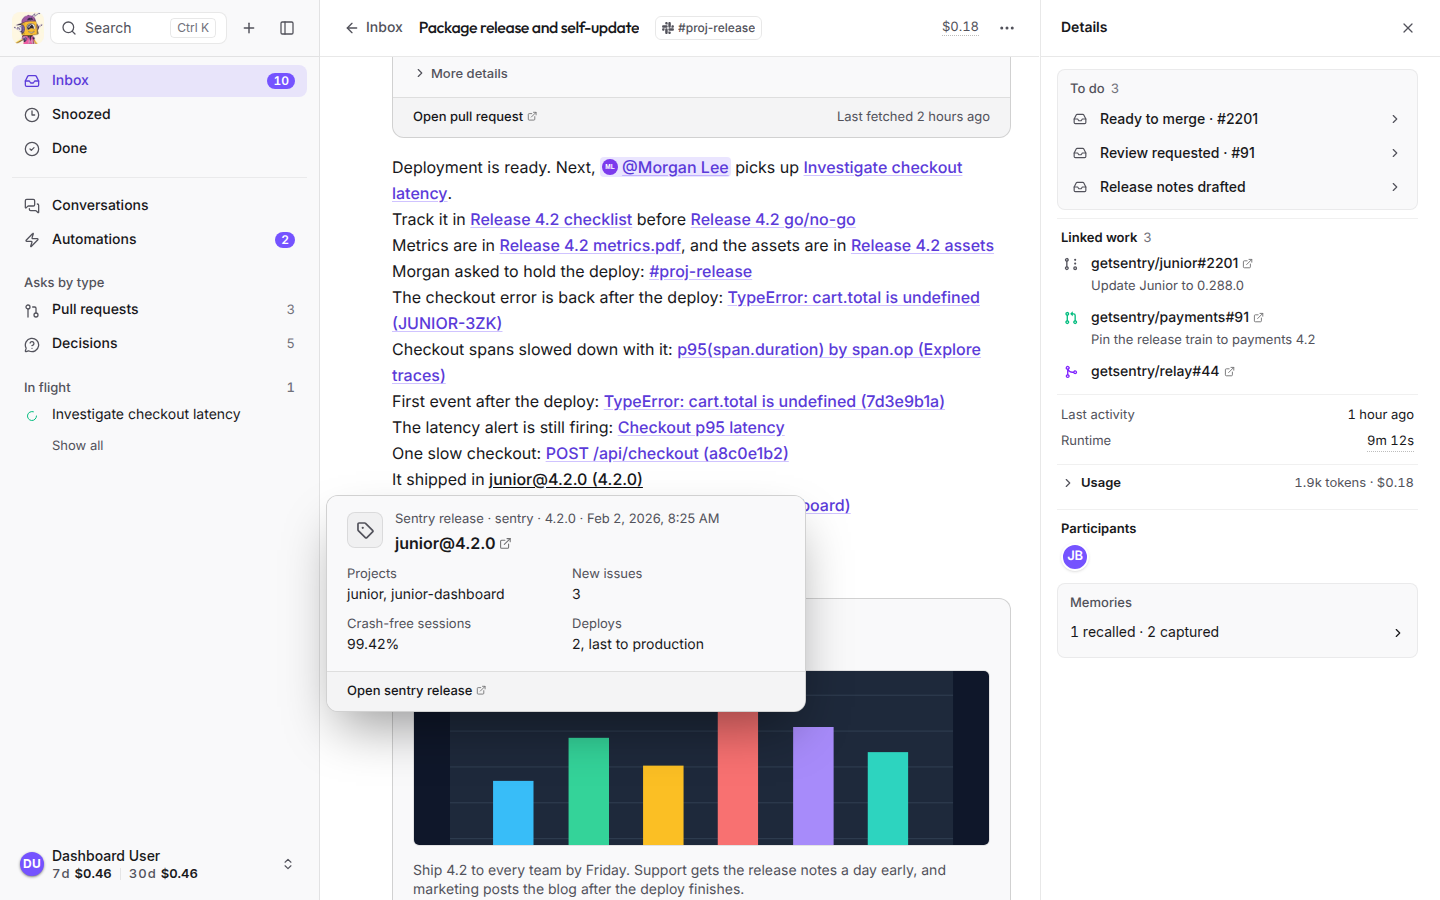 Search
Ctrl K
Inbox
10
Snoozed
Done
Conversations
Automations
2
Asks by type
Pull requests
3
Decisions
5
In flight
1
Investigate checkout latency
Show all
DU
Dashboard User
7d $0.46 30d $0.46
Inbox
Package release and self-update
#proj-release
$0.18
More details
Open pull request
Last fetched 2 hours ago
Deployment is ready. Next, ML @Morgan Lee picks up Investigate checkout
latency.
Track it in Release 4.2 checklist before Release 4.2 go/no-go
Metrics are in Release 4.2 metrics.pdf, and the assets are in Release 4.2 assets
Morgan asked to hold the deploy: #proj-release
The checkout error is back after the deploy: TypeError: cart.total is undefined
(JUNIOR-3ZK)
Checkout spans slowed down with it: p95(span.duration) by span.op (Explore
traces)
First event after the deploy: TypeError: cart.total is undefined (7d3e9b1a)
The latency alert is still firing: Checkout p95 latency
One slow checkout: POST /api/checkout (a8c0e1b2)
It shipped in junior@4.2.0 (4.2.0)
board)
Sentry release · sentry · 4.2.0 · Feb 2, 2026, 8:25 AM
junior@4.2.0
Projects
junior, junior-dashboard
New issues
3
Crash-free sessions
99.42%
Deploys
2, last to production
Open sentry release
Ship 4.2 to every team by Friday. Support gets the release notes a day early, and
marketing posts the blog after the deploy finishes.
Details
To do 3
Ready to merge · #2201
Review requested · #91
Release notes drafted
Linked work 3
getsentry/junior#2201
Update Junior to 0.288.0
getsentry/payments#91
Pin the release train to payments 4.2
getsentry/relay#44
Last activity
1 hour ago
Runtime
9m 12s
Usage
1.9k tokens · $0.18
Participants
JB
Memories
1 recalled · 2 captured